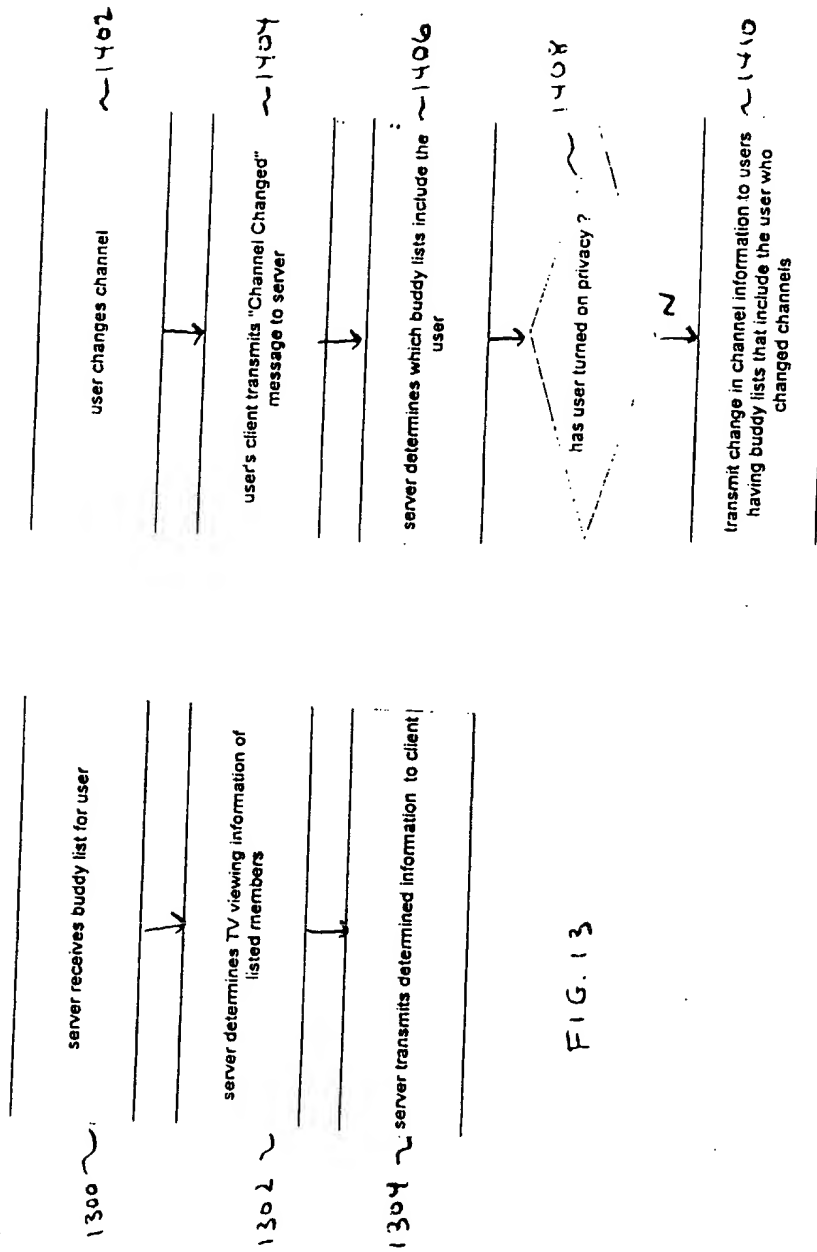 1300
server receives buddy list for user
1302
server determines TV viewing information of
listed members
1304
server transmits determined information to client
FIG. 13
user changes channel
1402
user's client transmits "Channel Changed"
message to server
1404
server determines which buddy lists include the
user
1406
has user turned on privacy ?
1408
N
transmit change in channel information to users
having buddy lists that include the user who
changed channels
1410